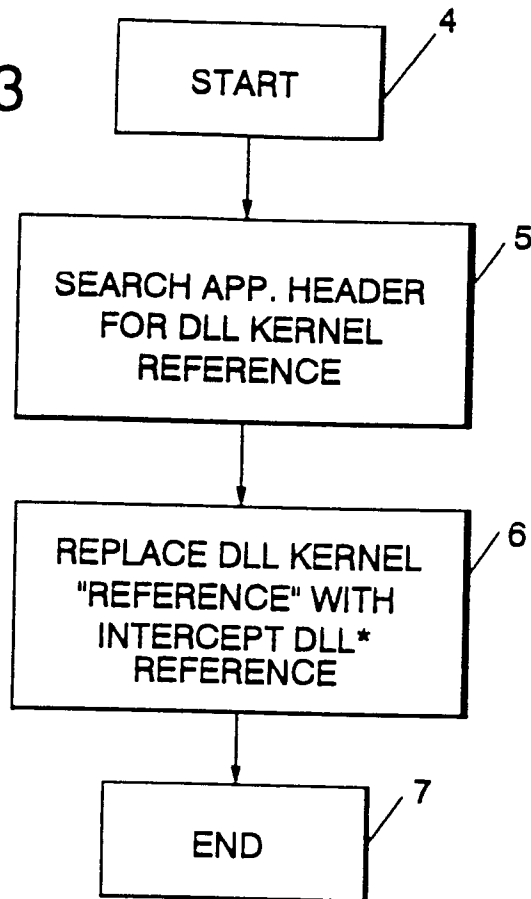 3
4
START
5
SEARCH APP. HEADER
FOR DLL KERNEL
REFERENCE
6
REPLACE DLL KERNEL
"REFERENCE" WITH
INTERCEPT DLL*
REFERENCE
7
END